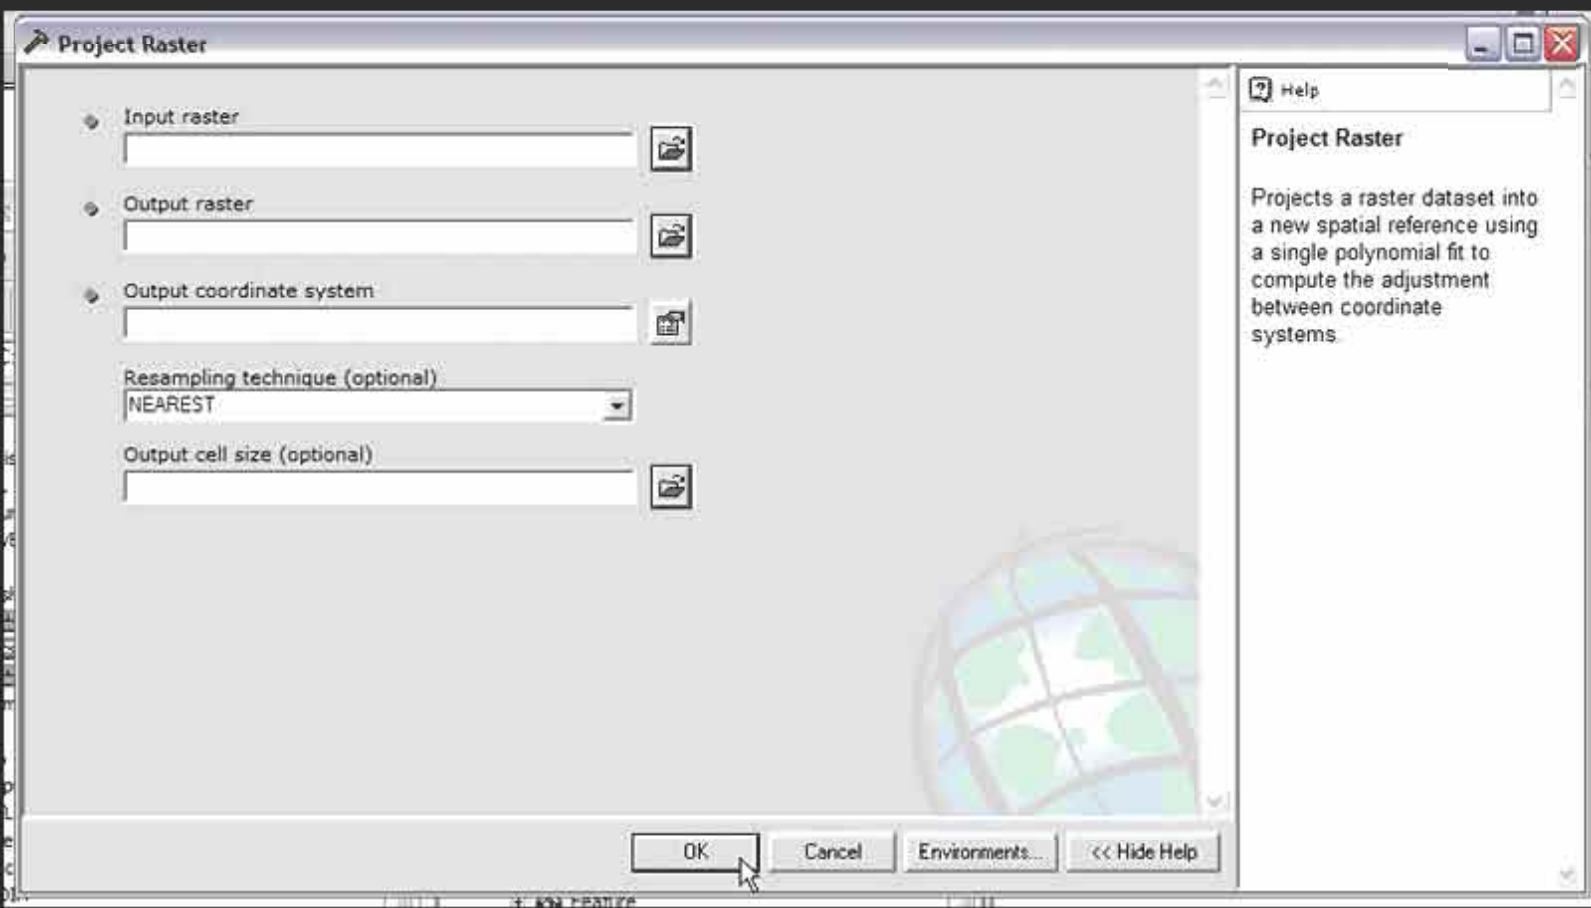 Project Raster
Input raster
Output raster
Output coordinate system
Resampling technique (optional)
NEAREST
Output cell size (optional)
OK
Cancel
Environments...
<< Hide Help
Help
Project Raster
Projects a raster dataset into
a new spatial reference using
a single polynomial fit to
compute the adjustment
between coordinate
systems.
Feature